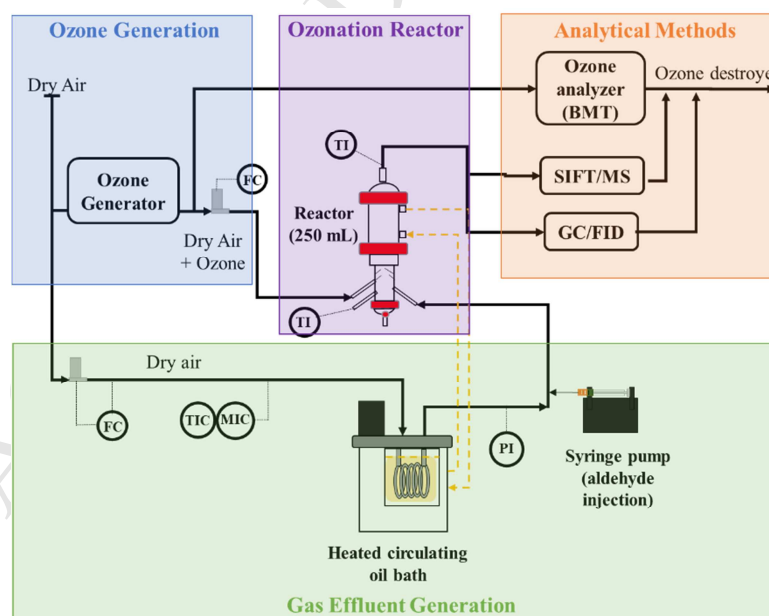 Ozone Generation
Ozonation Reactor
Analytical Methods
Dry Air
Ozone
Generator
FC
Dry Air
+ Ozone
TI
Reactor
(250 mL)
TI
Ozone
analyzer
(BMT)
Ozone destroye
SIFT/MS
GC/FID
Dry air
FC
TIC
MIC
PI
Syringe pump
(aldehyde
injection)
Heated circulating
oil bath
Gas Effluent Generation